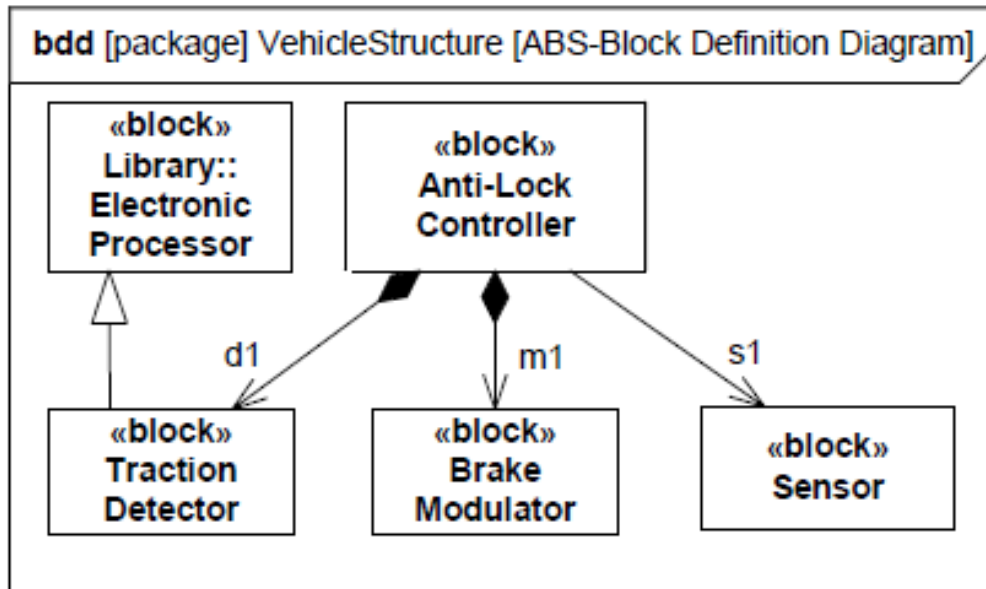 bdd [package] VehicleStructure [ABS-Block Definition Diagram]
«block»
Library::
Electronic
Processor
«block»
Anti-Lock
Controller
d1
m1
s1
«block»
Traction
Detector
«block»
Brake
Modulator
«block»
Sensor